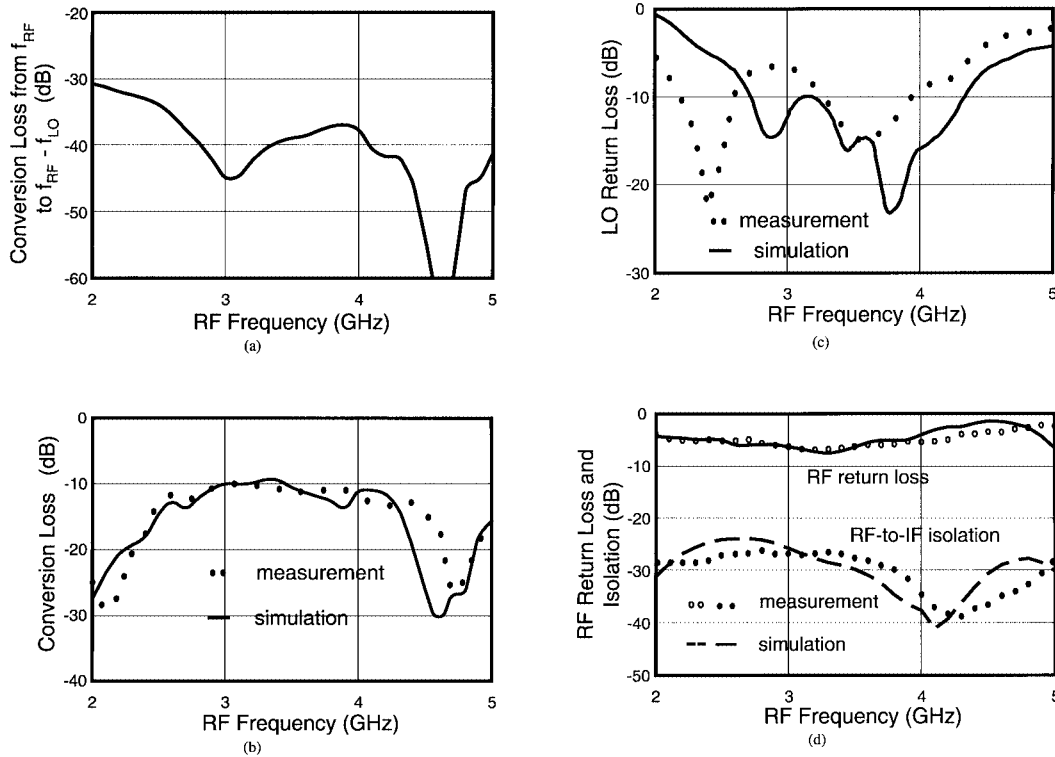 Conversion Loss from fRF
to fRF - fLO (dB)
-20
-30
-40
-50
-60
2
3
4
5
RF Frequency (GHz)
(a)
LO Return Loss (dB)
0
-10
-20
-30
measurement
simulation
2
3
4
5
RF Frequency (GHz)
(c)
Conversion Loss (dB)
0
-10
-20
-30
-40
measurement
simulation
2
3
4
5
RF Frequency (GHz)
(b)
RF Return Loss and
Isolation (dB)
0
-10
-20
-30
-40
-50
RF return loss
RF-to-IF isolation
measurement
simulation
2
3
4
5
RF Frequency (GHz)
(d)